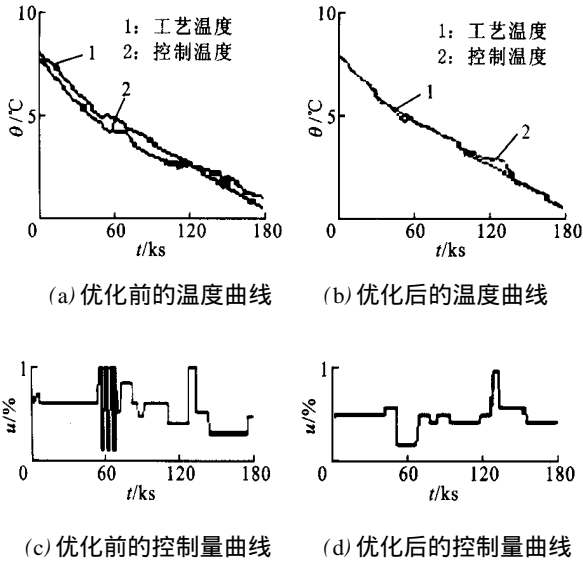 10
1：工艺温度
2：控制温度
1
2
5
θ/℃
0
60
120
180
t/ks
(a) 优化前的温度曲线
10
1：工艺温度
2：控制温度
1
2
5
θ/℃
0
60
120
180
t/ks
(b) 优化后的温度曲线
1
u/%
0
60
120
180
t/ks
(c) 优化前的控制量曲线
1
u/%
0
60
120
180
t/ks
(d) 优化后的控制量曲线